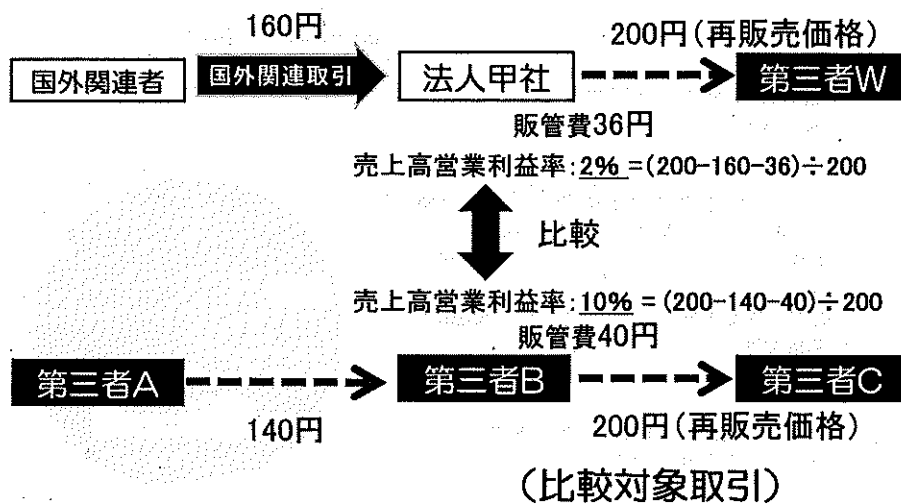 160円
200円(再販売価格)
国外関連者
国外関連取引
法人甲社
第三者W
販管費36円
売上高営業利益率:2% =(200-160-36)÷200
比較
売上高営業利益率:10% = (200-140-40)÷200
販管費40円
第三者A
第三者B
第三者C
140円
200円(再販売価格)
(比較対象取引)